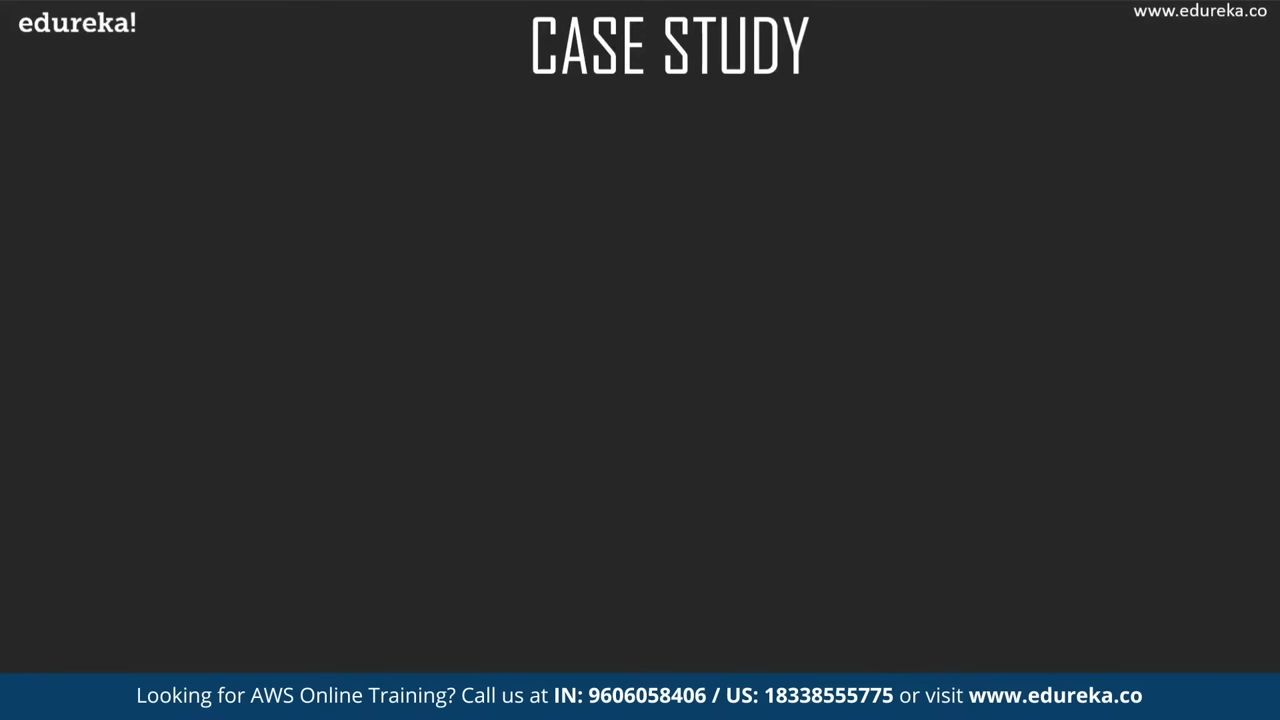 edureka!
www.edureka.co
CASE STUDY
Looking for AWS Online Training? Call us at IN: 9606058406 / US: 18338555775 or visit www.edureka.co